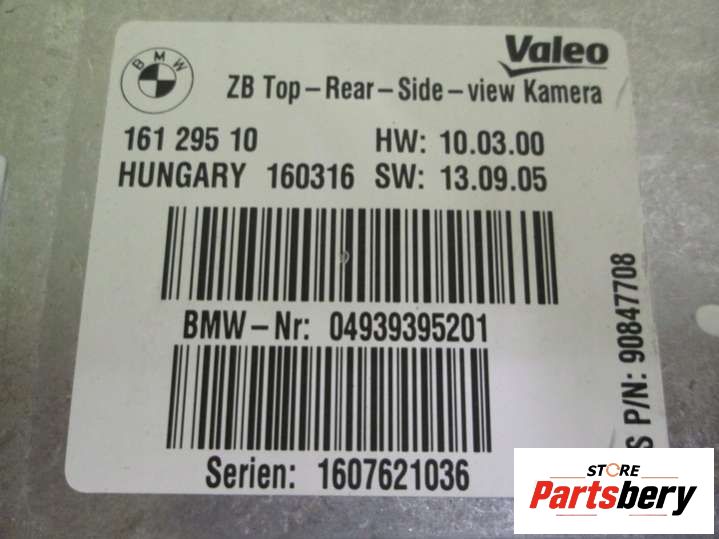 BMW
Valeo
ZB Top-Rear-Side-view Kamera
161 295 10 HW: 10.03.00
HUNGARY 160316 SW: 13.09.05
BMW-Nr: 04939395201
Serien: 1607621036
S P/N: 90847708
STORE
Partsbery